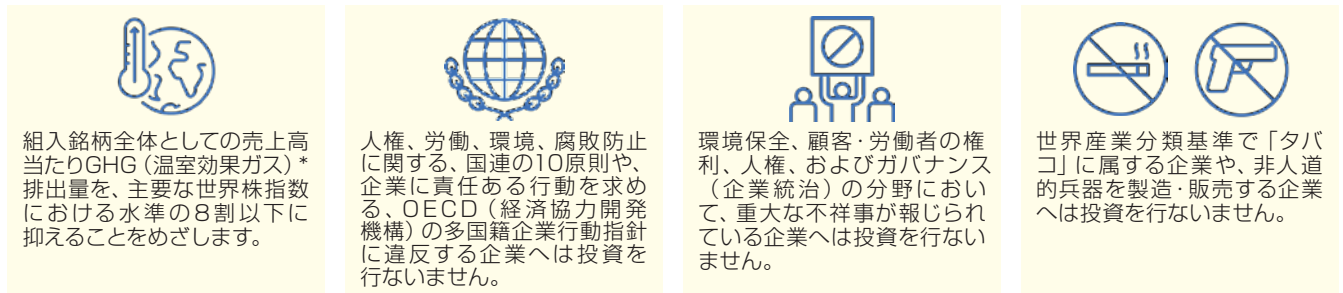 組入銘柄全体としての売上高
当たりGHG（温室効果ガス）*
排出量を、主要な世界株指数
における水準の8割以下に
抑えることをめざします。
人権、労働、環境、腐敗防止
に関する、国連の10原則や、
企業に責任ある行動を求め
る、OECD（経済協力開発
機構）の多国籍企業行動指針
に違反する企業へは投資を
行ないません。
環境保全、顧客・労働者の権
利、人権、およびガバナンス
（企業統治）の分野におい
て、重大な不祥事が報じられ
ている企業へは投資を行ない
ません。
世界産業分類基準で「タバ
コ」に属する企業や、非人道
的兵器を製造・販売する企業
へは投資を行ないません。